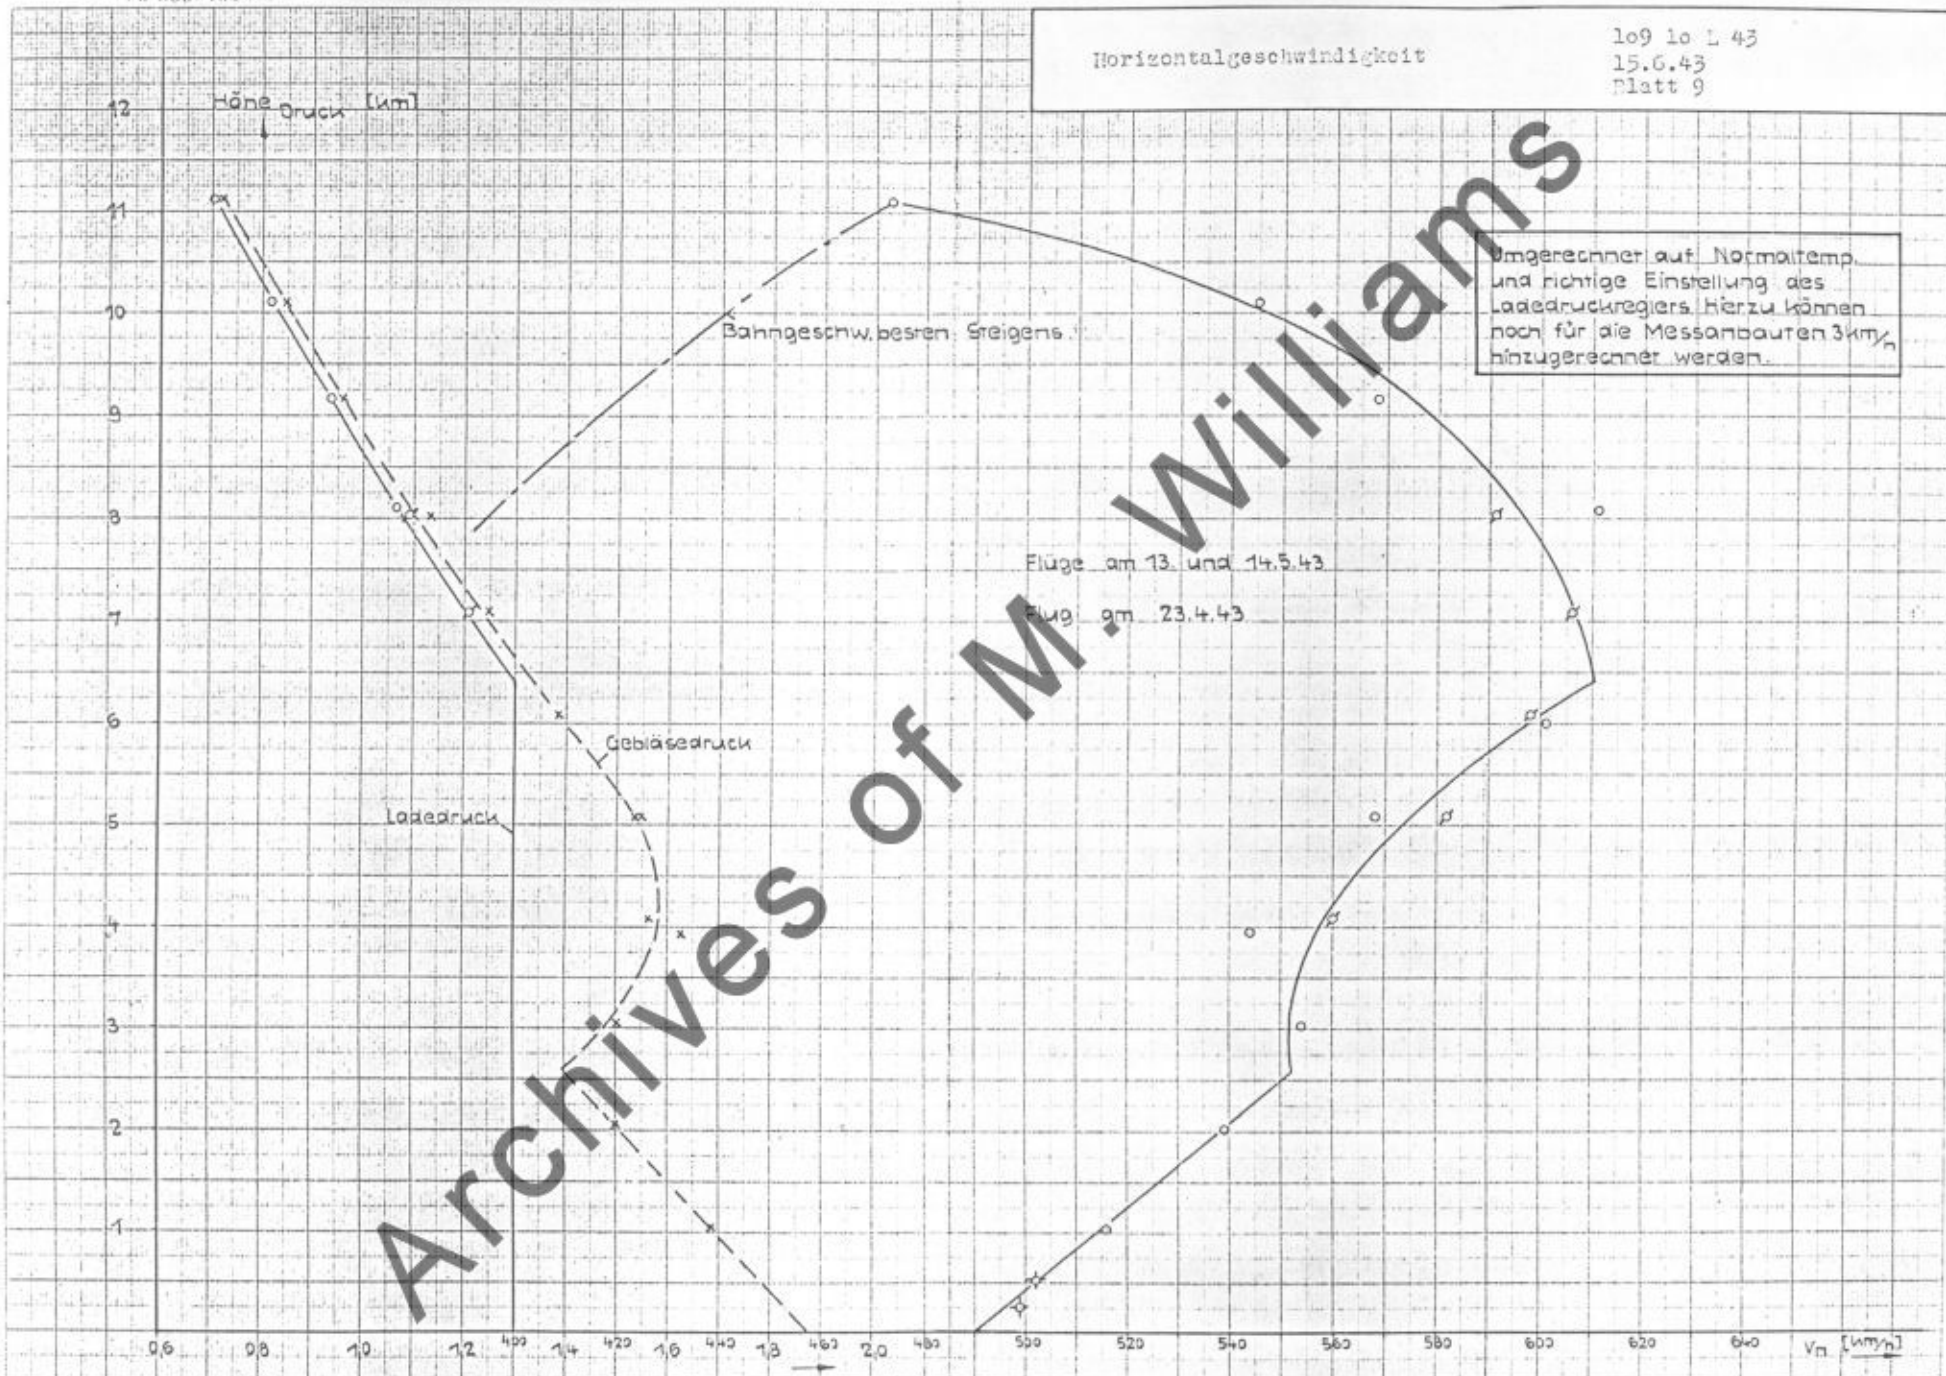 Horizontalgeschwindigkeit
109 10 L 43
15.6.43
Blatt 9
Höhe
Druck
[km]
12
11
10
9
8
7
6
5
4
3
2
1
Umgerechnet auf Normaltemp.
und richtige Einstellung des
Ladedruckreglers. Hierzu können
noch für die Messanbauten 3 km/h
hinzugerechnet werden.
Bahngeschw. besten Steigens
Flüge am 13. und 14.5.43
Flug am 23.4.43
Gebläsedruck
Ladedruck
0,6 0,8 1,0 1,2 400 1,4 420 1,6 440 1,8 460 2,0 480 500 520 540 560 580 600 620 640 Vh [km/h]
Archives of M. Williams